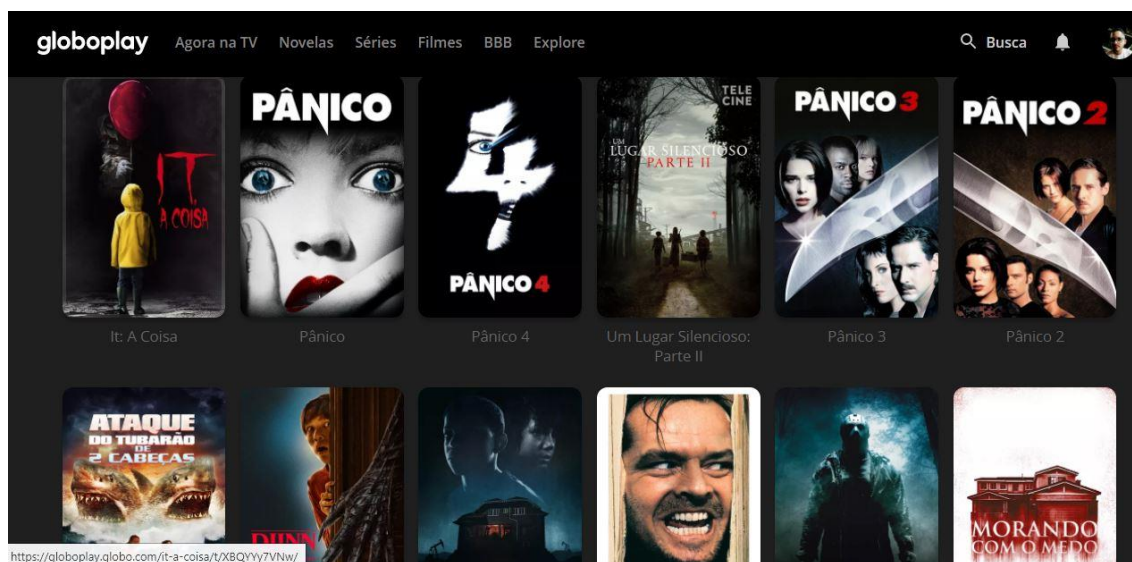 globoplay Agora na TV Novelas Séries Filmes BBB Explore Busca
IT.
A COISA
PÂNICO
4
PÂNICO 4
TELE
CINE
UM
LUGAR SILENCIOSO
PARTE II
PÂNICO 3
PÂNICO 2
It: A Coisa
Pânico
Pânico 4
Um Lugar Silencioso:
Parte II
Pânico 3
Pânico 2
ATAQUE
DO TUBARÃO
DE
2 CABEÇAS
DJINN
MORANDO
COM O MEDO
https://globoplay.globo.com/it-a-coisa/t/XBQYYy7VNw/